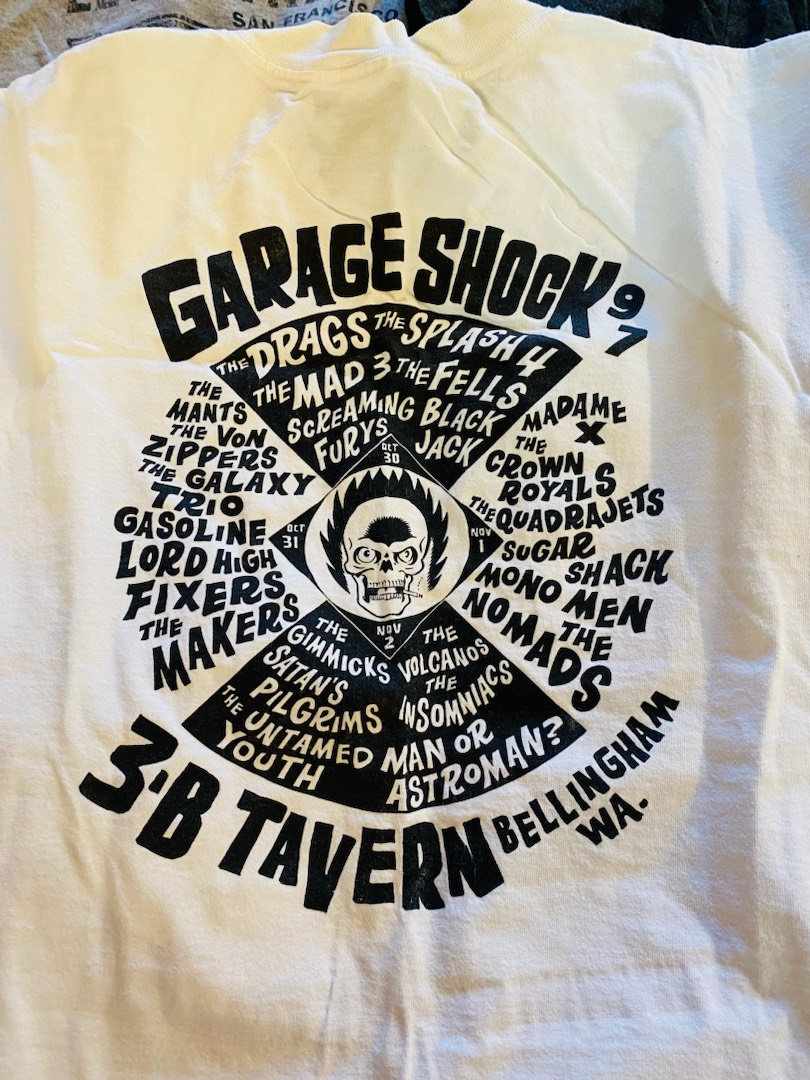 SAN FRANCISCO
GARAGE SHOCK 97
THE DRAGS THE SPLASH 4
THE MAD 3 THE FELLS
SCREAMING BLACK
FURYS JACK
OCT
30
THE
MANTS
THE VON
ZIPPERS
THE GALAXY
TRIO
GASOLINE
LORD HIGH
FIXERS
THE
MAKERS
OCT
31
NOV
1
MADAME
X
THE
CROWN
ROYALS
THE QUADRAJETS
SUGAR
SHACK
MONO MEN
THE
NOMADS
NOV
2
THE
GIMMICKS
SATAN'S
PILGRIMS
THE UNTAMED
YOUTH
THE
VOLCANOS
THE
INSOMNIACS
MAN OR
ASTROMAN?
3-B TAVERN
BELLINGHAM
WA.